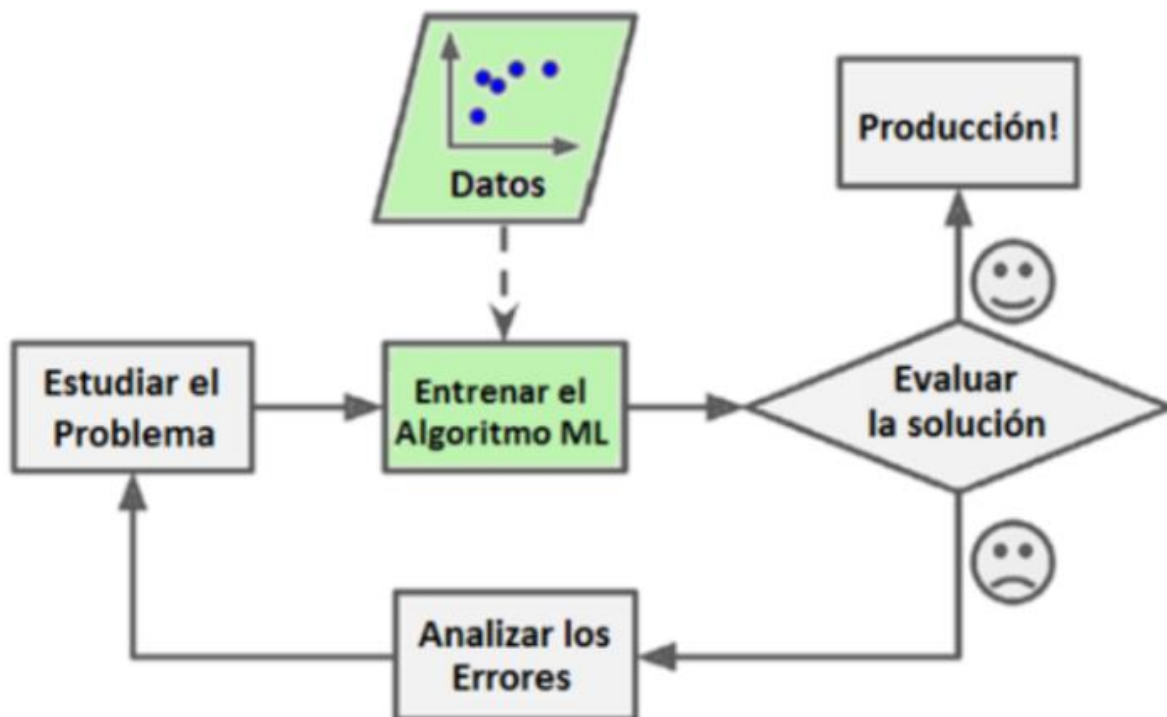 Datos
Producción!
Estudiar el
Problema
Entrenar el
Algoritmo ML
Evaluar
la solución
Analizar los
Errores